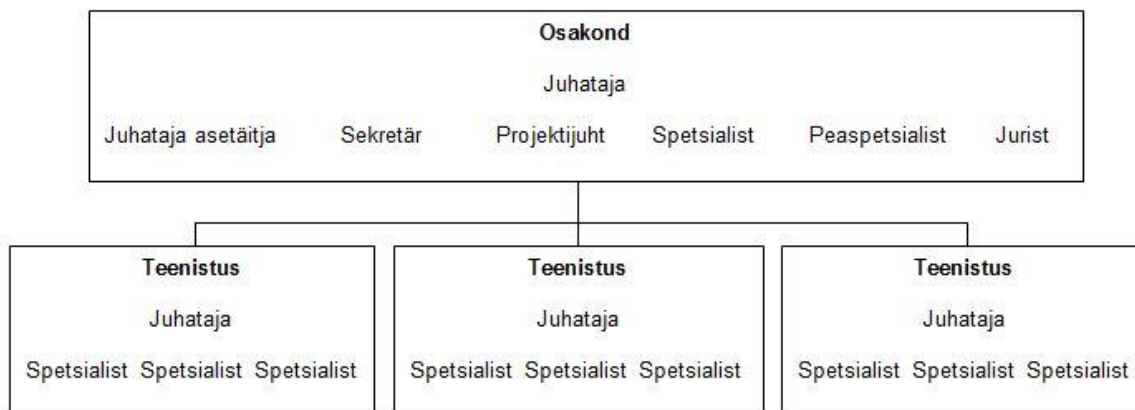 Osakond
Juhataja
Juhataja asetäitja Sekretär Projektijuht Spetsialist Peaspetsialist Jurist
Teenistus
Juhataja
Spetsialist Spetsialist Spetsialist
Teenistus
Juhataja
Spetsialist Spetsialist Spetsialist
Teenistus
Juhataja
Spetsialist Spetsialist Spetsialist